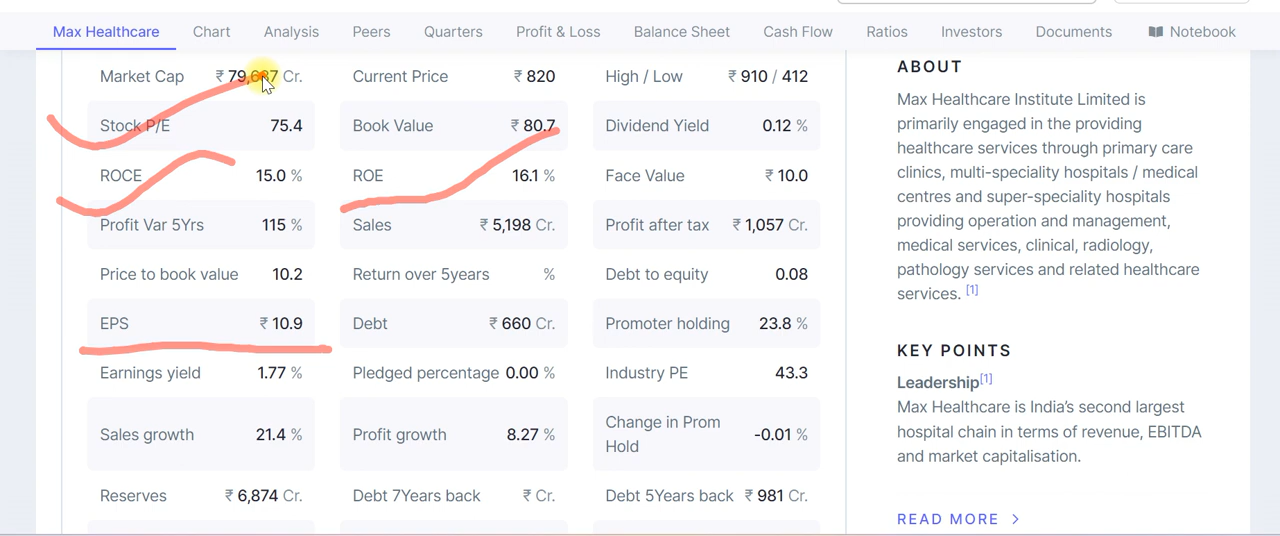 Max Healthcare Chart Analysis Peers Quarters Profit & Loss Balance Sheet Cash Flow Ratios Investors Documents Notebook
Market Cap ₹ 79,687 Cr. Current Price ₹ 820 High / Low ₹ 910 / 412
Stock P/E 75.4 Book Value ₹ 80.7 Dividend Yield 0.12 %
ROCE 15.0 % ROE 16.1 % Face Value ₹ 10.0
Profit Var 5Yrs 115 % Sales ₹ 5,198 Cr. Profit after tax ₹ 1,057 Cr.
Price to book value 10.2 Return over 5years % Debt to equity 0.08
EPS ₹ 10.9 Debt ₹ 660 Cr. Promoter holding 23.8 %
Earnings yield 1.77 % Pledged percentage 0.00 % Industry PE 43.3
Sales growth 21.4 % Profit growth 8.27 % Change in Prom Hold -0.01 %
Reserves ₹ 6,874 Cr. Debt 7Years back ₹ Cr. Debt 5Years back ₹ 981 Cr.
ABOUT
Max Healthcare Institute Limited is
primarily engaged in the providing
healthcare services through primary care
clinics, multi-speciality hospitals / medical
centres and super-speciality hospitals
providing operation and management,
medical services, clinical, radiology,
pathology services and related healthcare
services. [1]
KEY POINTS
Leadership[1]
Max Healthcare is India's second largest
hospital chain in terms of revenue, EBITDA
and market capitalisation.
READ MORE